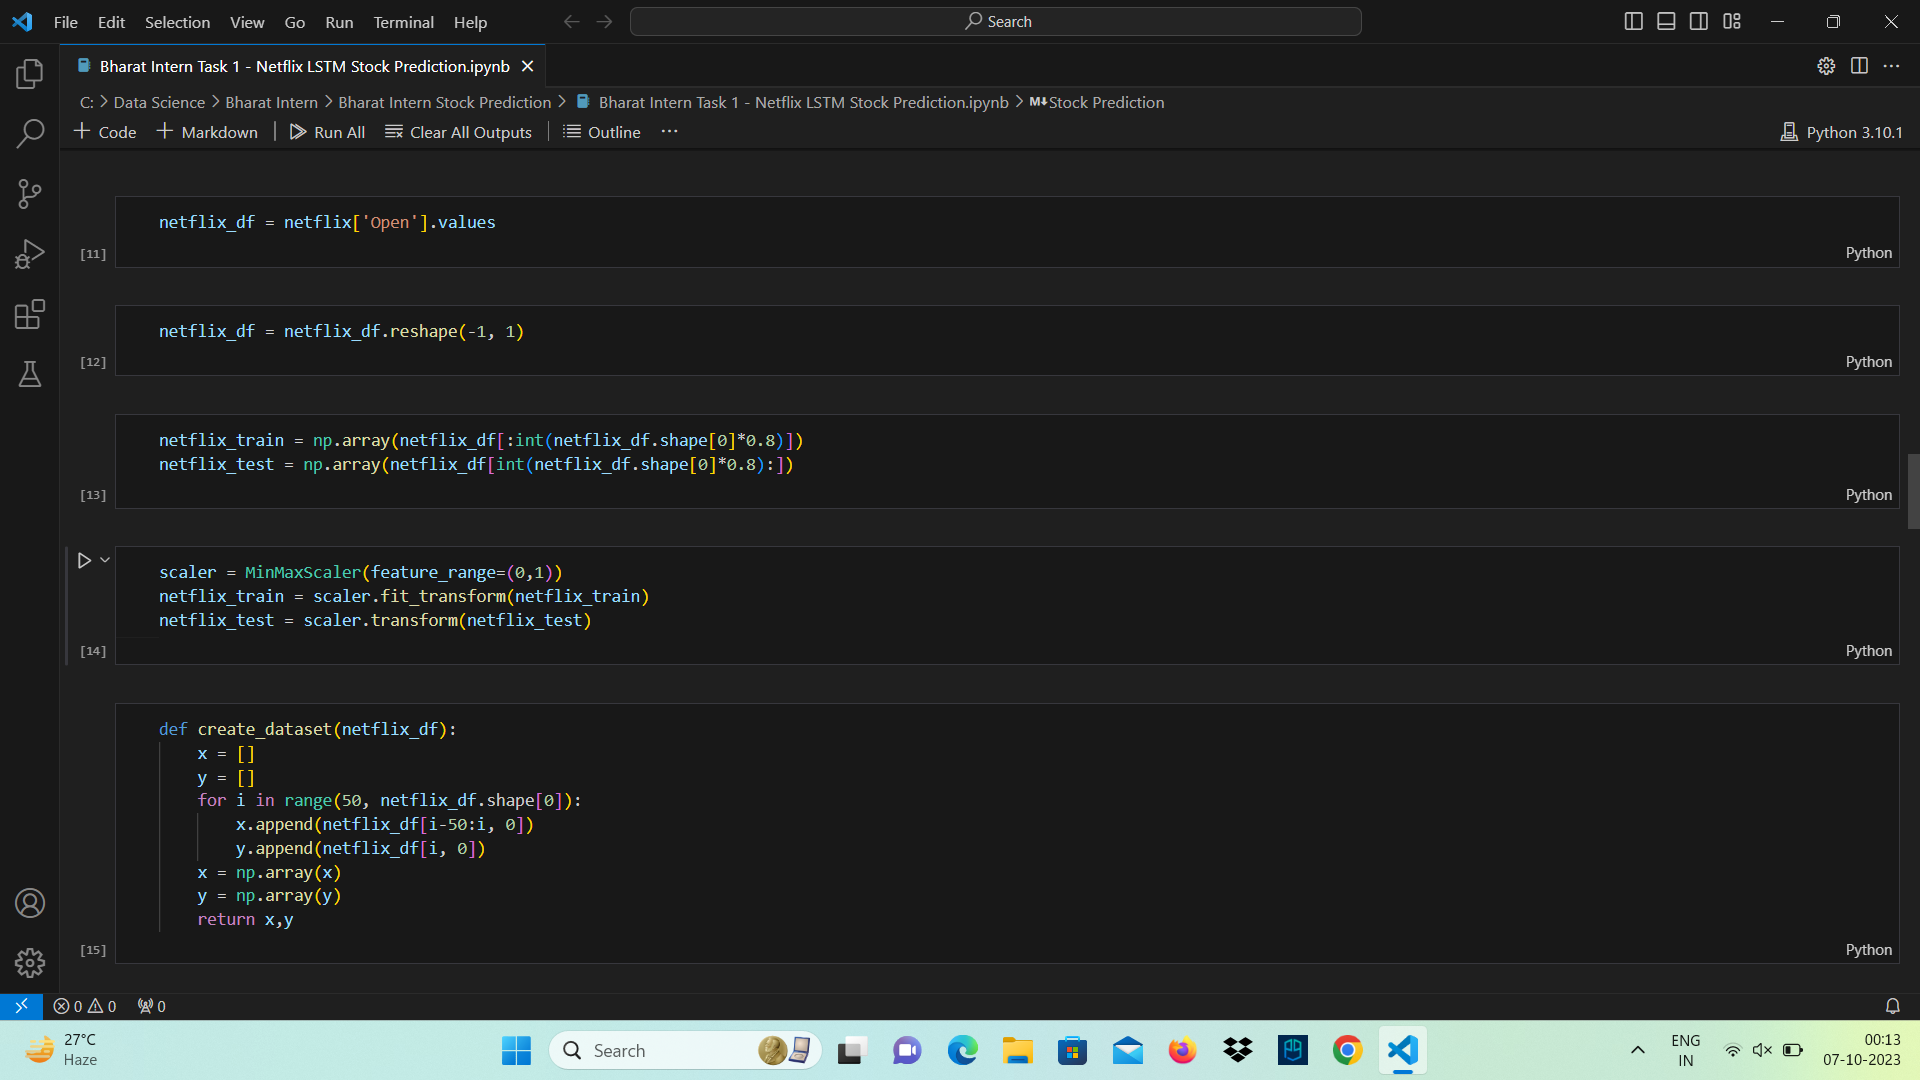 File Edit Selection View Go Run Terminal Help
Search
Bharat Intern Task 1 - Netflix LSTM Stock Prediction.ipynb
C: > Data Science > Bharat Intern > Bharat Intern Stock Prediction > Bharat Intern Task 1 - Netflix LSTM Stock Prediction.ipynb > M↓Stock Prediction
+ Code + Markdown | Run All Clear All Outputs | Outline ···
Python 3.10.1
netflix_df = netflix['Open'].values
[11]
Python
netflix_df = netflix_df.reshape(-1, 1)
[12]
Python
netflix_train = np.array(netflix_df[:int(netflix_df.shape[0]*0.8)])
netflix_test = np.array(netflix_df[int(netflix_df.shape[0]*0.8):])
[13]
Python
scaler = MinMaxScaler(feature_range=(0,1))
netflix_train = scaler.fit_transform(netflix_train)
netflix_test = scaler.transform(netflix_test)
[14]
Python
def create_dataset(netflix_df):
    x = []
    y = []
    for i in range(50, netflix_df.shape[0]):
        x.append(netflix_df[i-50:i, 0])
        y.append(netflix_df[i, 0])
    x = np.array(x)
    y = np.array(y)
    return x,y
[15]
Python
0 0 0
27°C
Haze
Search
ENG
IN
00:13
07-10-2023